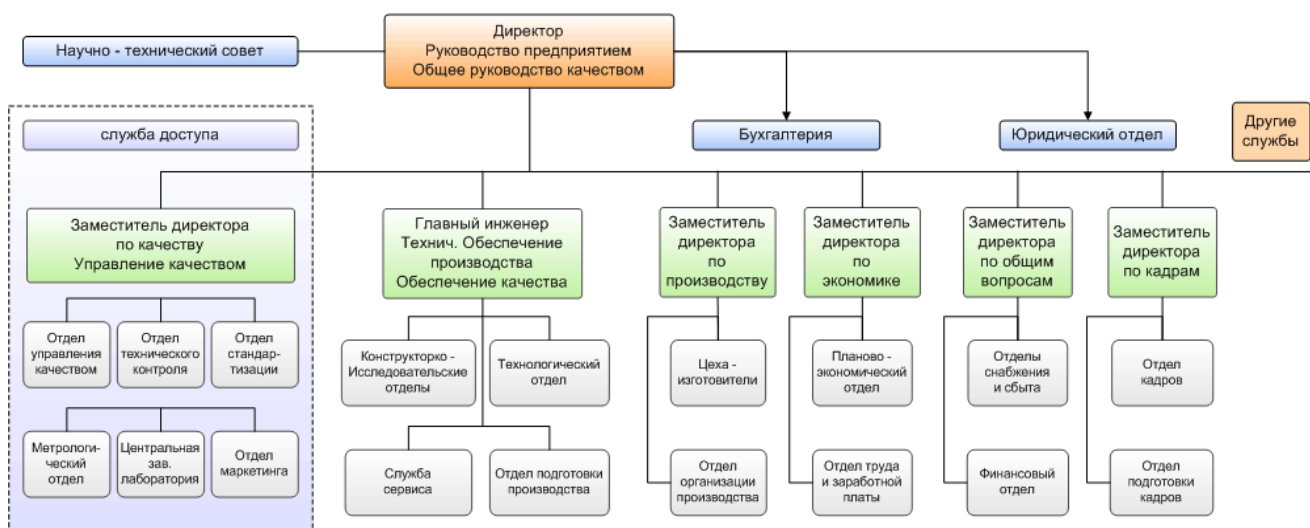 Директор
Руководство предприятием
Общее руководство качеством
Научно - технический совет
служба доступа
Бухгалтерия
Юридический отдел
Другие
службы
Заместитель директора
по качеству
Управление качеством
Главный инженер
Технич. Обеспечение
производства
Обеспечение качества
Заместитель
директора
по
производству
Заместитель
директора
по
экономике
Заместитель
директора
по общим
вопросам
Заместитель
директора
по кадрам
Отдел
управления
качеством
Отдел
технического
контроля
Отдел
стандар-
тизации
Конструкторко -
Исследовательские
отделы
Технологический
отдел
Цеха -
изготовители
Планово -
экономический
отдел
Отделы
снабжения
и сбыта
Отдел
кадров
Метрологи-
ческий
отдел
Центральная
зав.
лаборатория
Отдел
маркетинга
Служба
сервиса
Отдел подготовки
производства
Отдел
организации
производства
Отдел труда
и заработной
платы
Финансовый
отдел
Отдел
подготовки
кадров